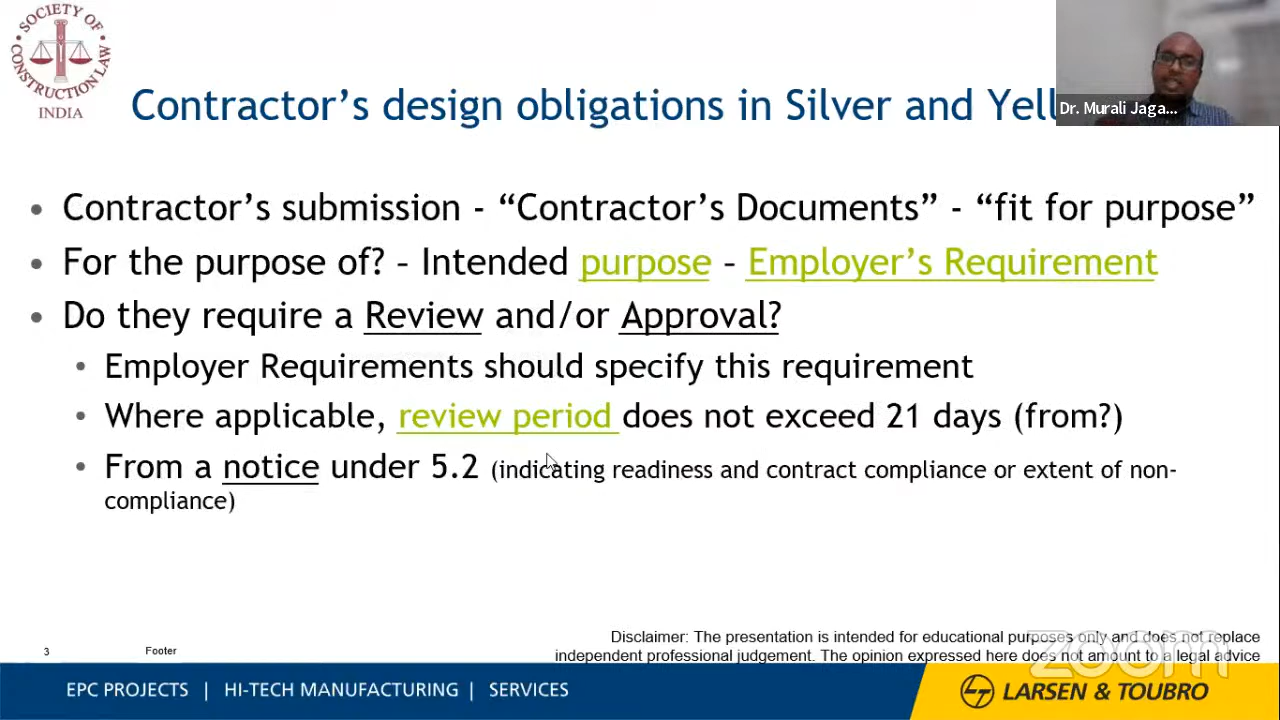 SOCIETY OF
CONSTRUCTION LAW
INDIA
Contractor's design obligations in Silver and Yell
Dr. Murali Jaga...
• Contractor's submission - “Contractor's Documents” - “fit for purpose”
• For the purpose of? – Intended purpose – Employer's Requirement
• Do they require a Review and/or Approval?
• Employer Requirements should specify this requirement
• Where applicable, review period does not exceed 21 days (from?)
• From a notice under 5.2 (indicating readiness and contract compliance or extent of non-
compliance)
3
Footer
Disclaimer: The presentation is intended for educational purposes only and does not replace
independent professional judgement. The opinion expressed here does not amount to a legal advice
zoom
EPC PROJECTS | HI-TECH MANUFACTURING | SERVICES
LARSEN & TOUBRO